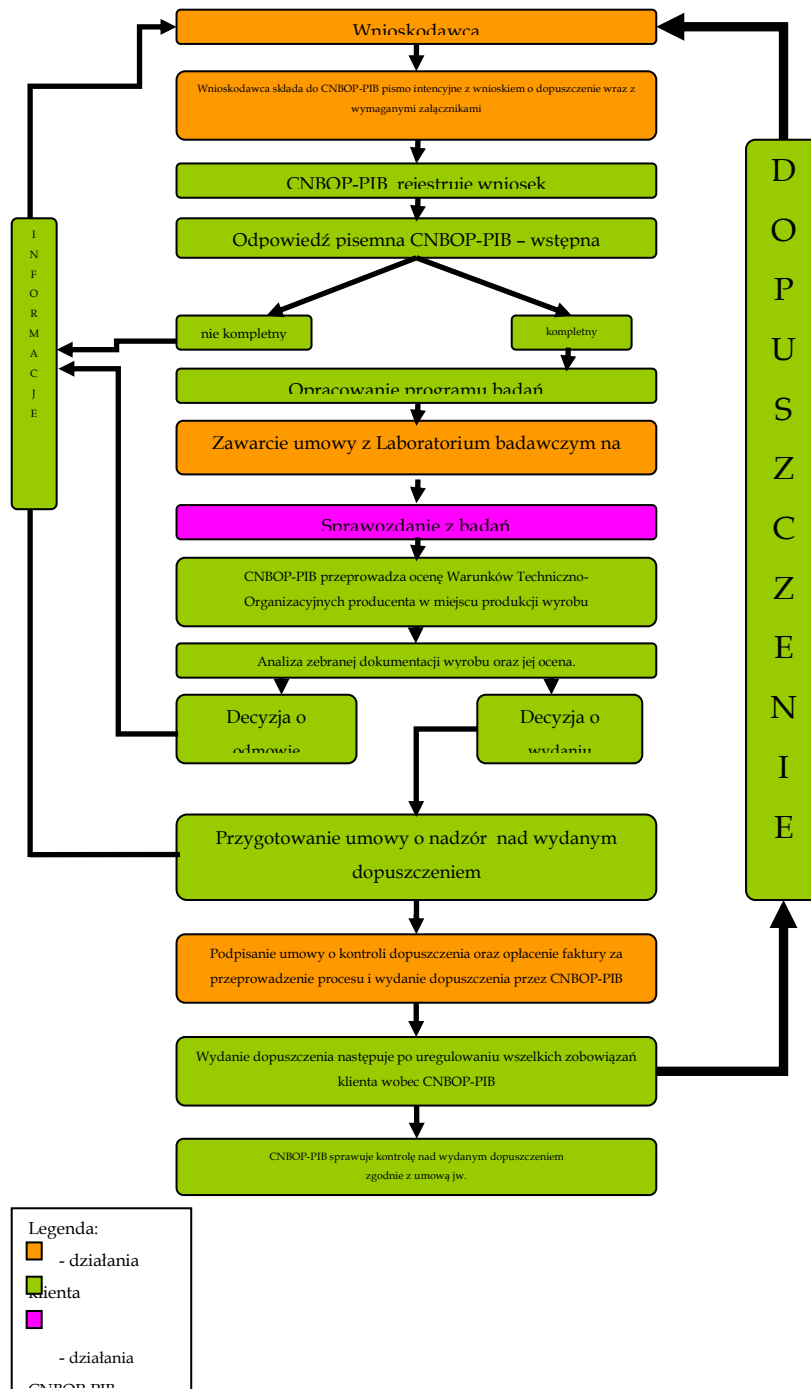 Wnioskodawca
Wnioskodawca składa do CNBOP-PIB pismo intencyjne z wnioskiem o dopuszczenie wraz z
wymaganymi załącznikami
CNBOP-PIB rejestruje wniosek
Odpowiedź pisemna CNBOP-PIB – wstępna
nie kompletny
kompletny
INFORMACJE
Opracowanie programu badań
Zawarcie umowy z Laboratorium badawczym na
Sprawozdanie z badań
CNBOP-PIB przeprowadza ocenę Warunków Techniczno-
Organizacyjnych producenta w miejscu produkcji wyrobu
Analiza zebranej dokumentacji wyrobu oraz jej ocena.
Decyzja o
odmowie
Decyzja o
wydaniu
DOPUSZCZENIE
Przygotowanie umowy o nadzór nad wydanym
dopuszczeniem
Podpisanie umowy o kontroli dopuszczenia oraz opłacenie faktury za
przeprowadzenie procesu i wydanie dopuszczenia przez CNBOP-PIB
Wydanie dopuszczenia następuje po uregulowaniu wszelkich zobowiązań
klienta wobec CNBOP-PIB
CNBOP-PIB sprawuje kontrolę nad wydanym dopuszczeniem
zgodnie z umową jw.
Legenda:
- działania
klienta
- działania
CNBOP-PIB